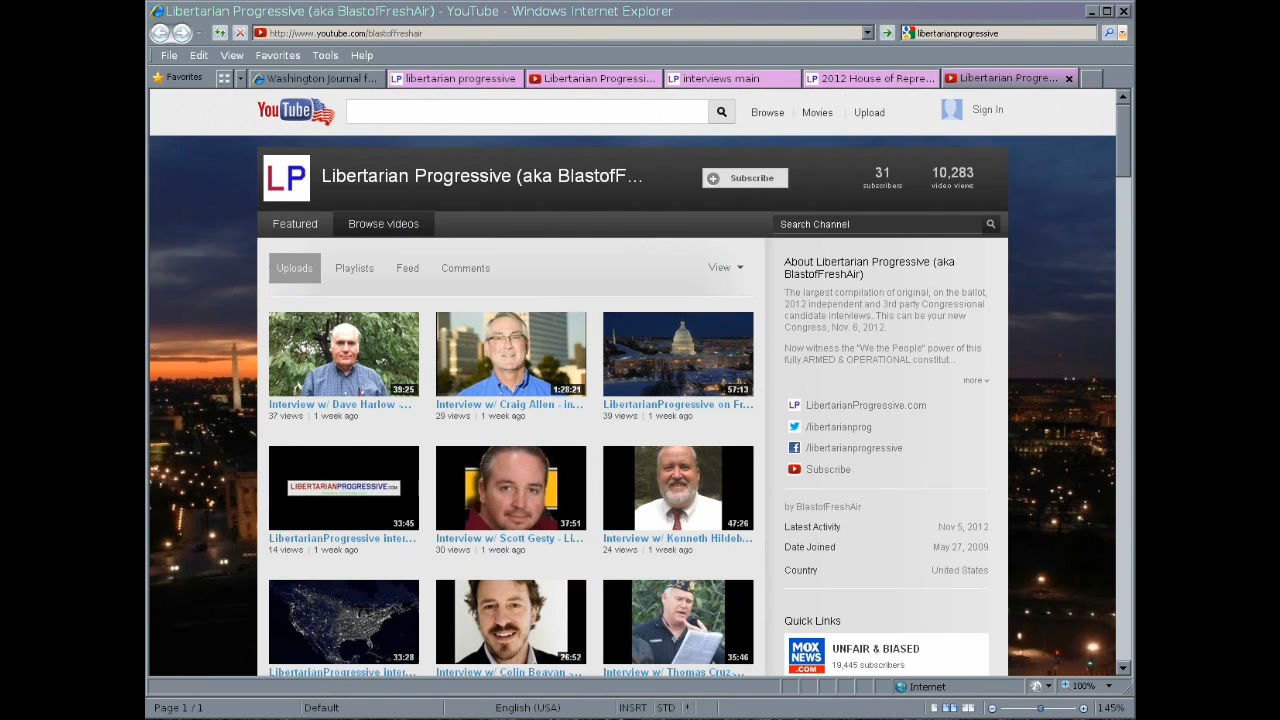 Libertarian Progressive (aka BlastofFreshAir) - YouTube - Windows Internet Explorer
http://www.youtube.com/blastoffreshair
libertarianprogressive
File Edit View Favorites Tools Help
Favorites
Washington Journal f...
LP libertarian progressive
Libertarian Progressi...
LP interviews main
LP 2012 House of Repre...
Libertarian Progre...
YouTube
Browse Movies Upload Sign In
LP
Libertarian Progressive (aka BlastofF...
Subscribe
31
subscribers
10,283
video views
Featured Browse videos
Search Channel
Uploads Playlists Feed Comments View
39:25
Interview w/ Dave Harlow -...
37 views | 1 week ago
1:28:21
Interview w/ Craig Allen - In...
29 views | 1 week ago
57:13
LibertarianProgressive on Fr...
39 views | 1 week ago
LIBERTARIANPROGRESSIVE.COM
33:45
LibertarianProgressive inter...
14 views | 1 week ago
37:51
Interview w/ Scott Gesty - Li...
30 views | 1 week ago
47:26
Interview w/ Kenneth Hildeb...
24 views | 1 week ago
33:28
LibertarianProgressive inter...
26:52
Interview w/ Colin Beavan -...
35:46
Interview w/ Thomas Cruz...
About Libertarian Progressive (aka
BlastofFreshAir)
The largest compilation of original, on the ballot,
2012 independent and 3rd party Congressional
candidate interviews. This can be your new
Congress, Nov. 6, 2012.
Now witness the "We the People" power of this
fully ARMED & OPERATIONAL constitut...
more
LP LibertarianProgressive.com
/libertarianprog
/libertarianprogressive
Subscribe
by BlastofFreshAir
Latest Activity Nov 5, 2012
Date Joined May 27, 2009
Country United States
Quick Links
MOX
NEWS
.COM
UNFAIR & BIASED
19,445 subscribers
Internet
100%
Page 1 / 1 Default English (USA) INSRT STD * 145%